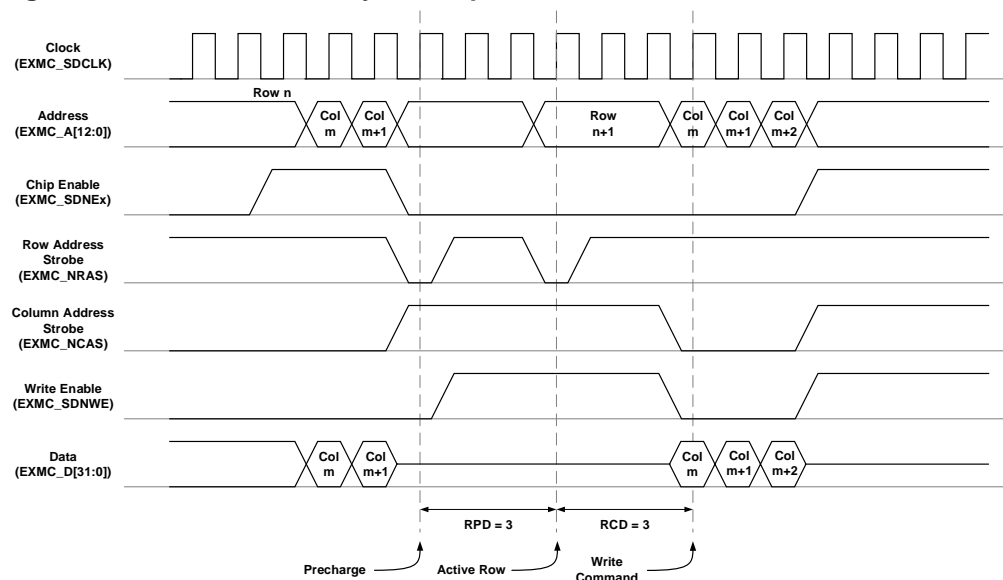 Clock
(EXMC_SDCLK)
Row n
Address
(EXMC_A[12:0])
Col
m
Col
m+1
Row
n+1
Col
m
Col
m+1
Col
m+2
Chip Enable
(EXMC_SDNEx)
Row Address
Strobe
(EXMC_NRAS)
Column Address
Strobe
(EXMC_NCAS)
Write Enable
(EXMC_SDNWE)
Data
(EXMC_D[31:0])
Col
m
Col
m+1
Col
m
Col
m+1
Col
m+2
RPD = 3
RCD = 3
Precharge
Active Row
Write
Command